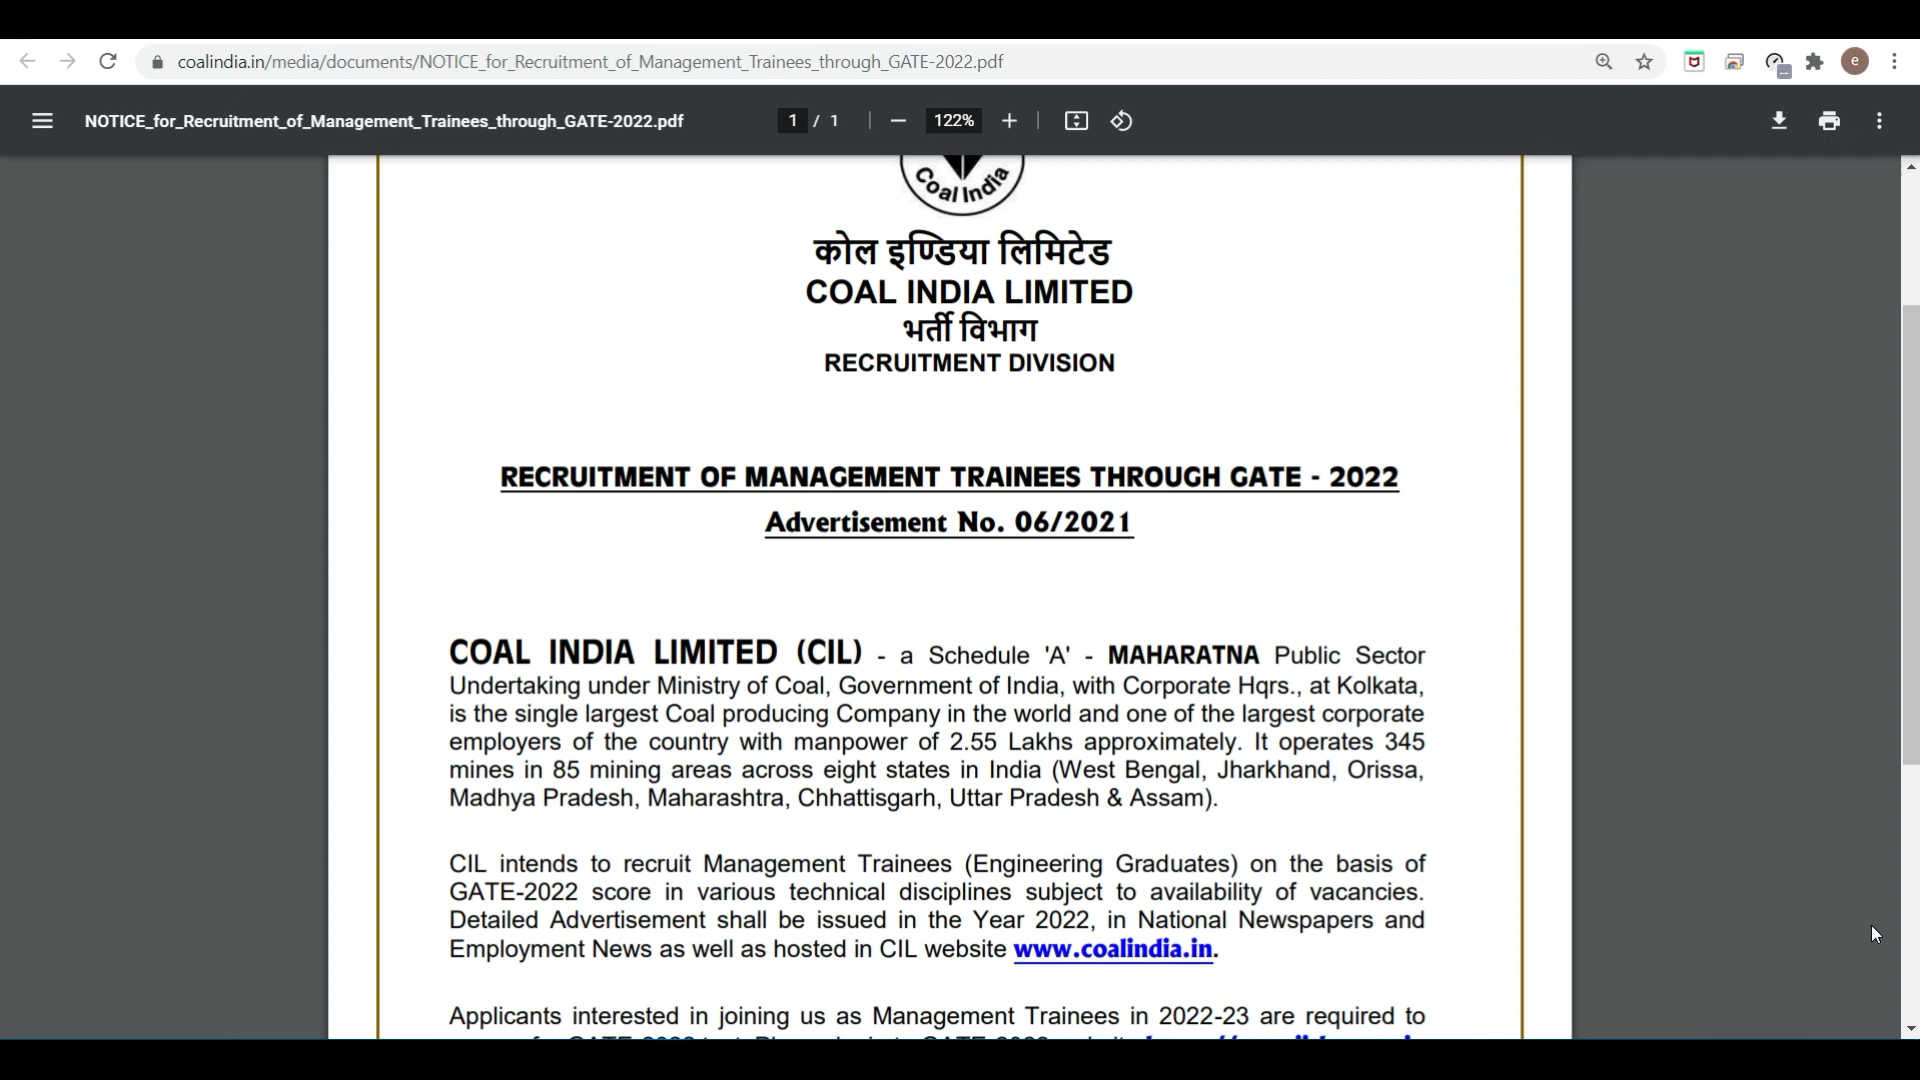 coalindia.in/media/documents/NOTICE_for_Recruitment_of_Management_Trainees_through_GATE-2022.pdf
e
NOTICE_for_Recruitment_of_Management_Trainees_through_GATE-2022.pdf
1 / 1
122%
Coal India
कोल इण्डिया लिमिटेड
COAL INDIA LIMITED
भर्ती विभाग
RECRUITMENT DIVISION
RECRUITMENT OF MANAGEMENT TRAINEES THROUGH GATE - 2022
Advertisement No. 06/2021
COAL INDIA LIMITED (CIL) - a Schedule 'A' - MAHARATNA Public Sector
Undertaking under Ministry of Coal, Government of India, with Corporate Hqrs., at Kolkata,
is the single largest Coal producing Company in the world and one of the largest corporate
employers of the country with manpower of 2.55 Lakhs approximately. It operates 345
mines in 85 mining areas across eight states in India (West Bengal, Jharkhand, Orissa,
Madhya Pradesh, Maharashtra, Chhattisgarh, Uttar Pradesh & Assam).
CIL intends to recruit Management Trainees (Engineering Graduates) on the basis of
GATE-2022 score in various technical disciplines subject to availability of vacancies.
Detailed Advertisement shall be issued in the Year 2022, in National Newspapers and
Employment News as well as hosted in CIL website www.coalindia.in.
Applicants interested in joining us as Management Trainees in 2022-23 are required to